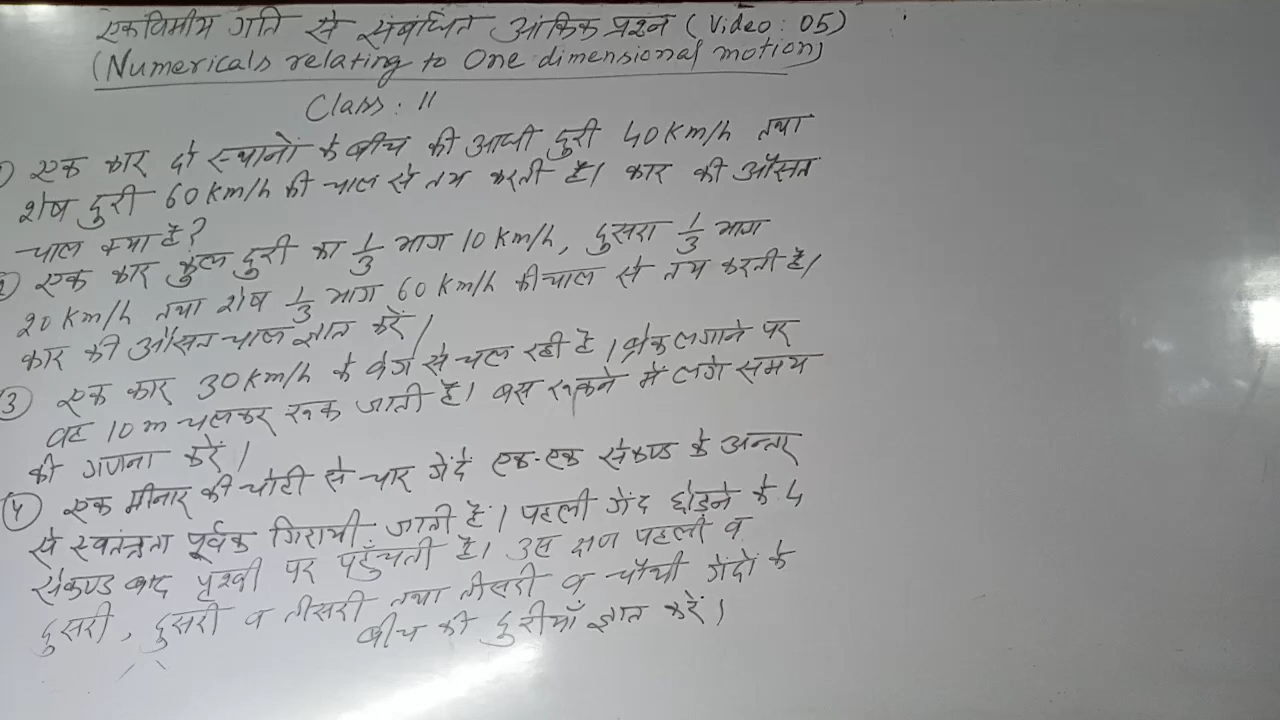 एकविमीय गति से संबंधित आंकिक प्रश्न (Video: 05)
(Numericals relating to One dimensional motion)
Class: 11
1) एक कार दो स्थानों के बीच की आधी दुरी 40 Km/h तथा
शेष दुरी 60 Km/h की चाल से तय करती है। कार की औसत
चाल क्या है?
2) एक कार कुल दुरी का 1/3 भाग 10 Km/h, दुसरा 1/3 भाग
20 Km/h तथा शेष 1/3 भाग 60 Km/h की चाल से तय करती है।
कार की औसत चाल ज्ञात करें।
3) एक कार 30 Km/h के वेग से चल रही है। ब्रेक लगाने पर
वह 10 m चलकर रुक जाती है। बस रुकने में लगे समय
की गणना करें।
4) एक मीनार की चोटी से चार गेंदे एक-एक सेकण्ड के अन्तर
से स्वतंत्रता पूर्वक गिरायी जाती हैं। पहली गेंद छोड़ने के 4
सेकण्ड बाद पृथ्वी पर पहुँचती है। उस क्षण पहली व
दुसरी, दुसरी व तीसरी तथा तीसरी व चौथी गेंदों के
बीच की दुरीयाँ ज्ञात करें।